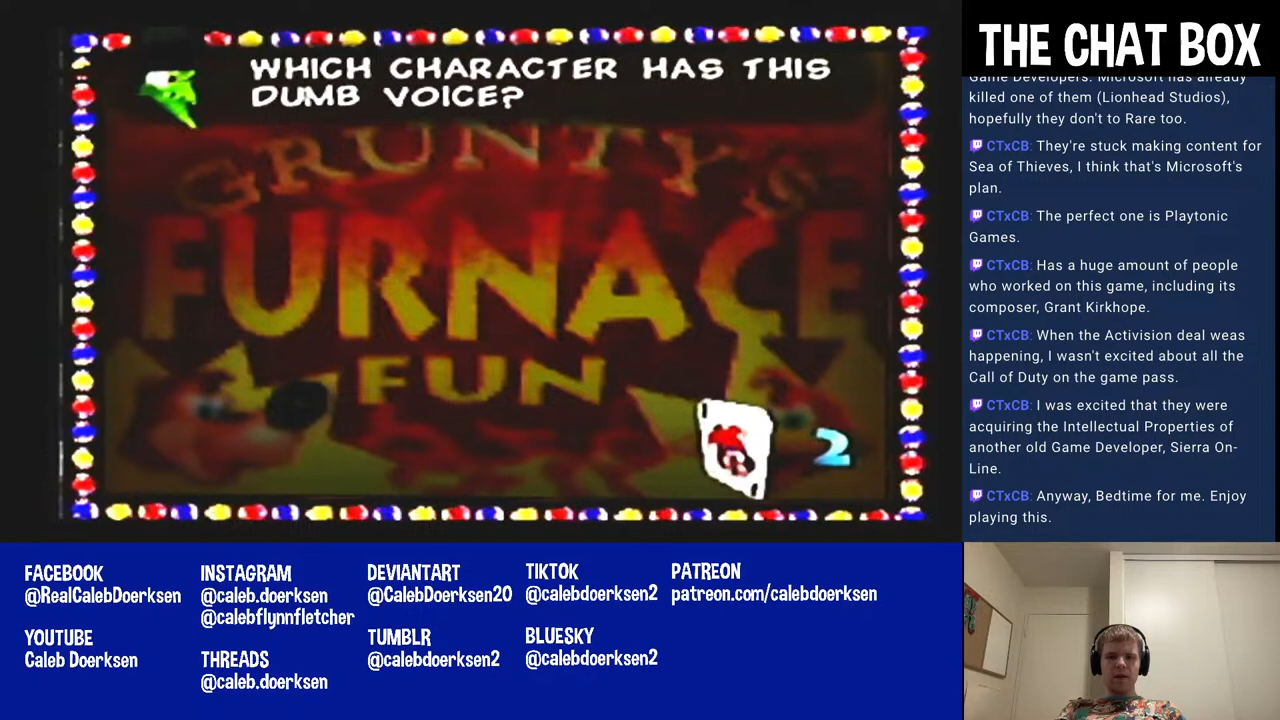 WHICH CHARACTER HAS THIS
DUMB VOICE?
GRUNTY'S
FURNACE
FUN
2
THE CHAT BOX
Game Developers. Microsoft has already
killed one of them (Lionhead Studios),
hopefully they don't to Rare too.
CTxCB: They're stuck making content for
Sea of Thieves, I think that's Microsoft's
plan.
CTxCB: The perfect one is Playtonic
Games.
CTxCB: Has a huge amount of people
who worked on this game, including its
composer, Grant Kirkhope.
CTxCB: When the Activision deal weas
happening, I wasn't excited about all the
Call of Duty on the game pass.
CTxCB: I was excited that they were
acquiring the Intellectual Properties of
another old Game Developer, Sierra On-
Line.
CTxCB: Anyway, Bedtime for me. Enjoy
playing this.
FACEBOOK
@RealCalebDoerksen
YOUTUBE
Caleb Doerksen
INSTAGRAM
@caleb.doerksen
@calebflynnfletcher
THREADS
@caleb.doerksen
DEVIANTART
@CalebDoerksen20
TUMBLR
@calebdoerksen2
TIKTOK
@calebdoerksen2
BLUESKY
@calebdoerksen2
PATREON
patreon.com/calebdoerksen